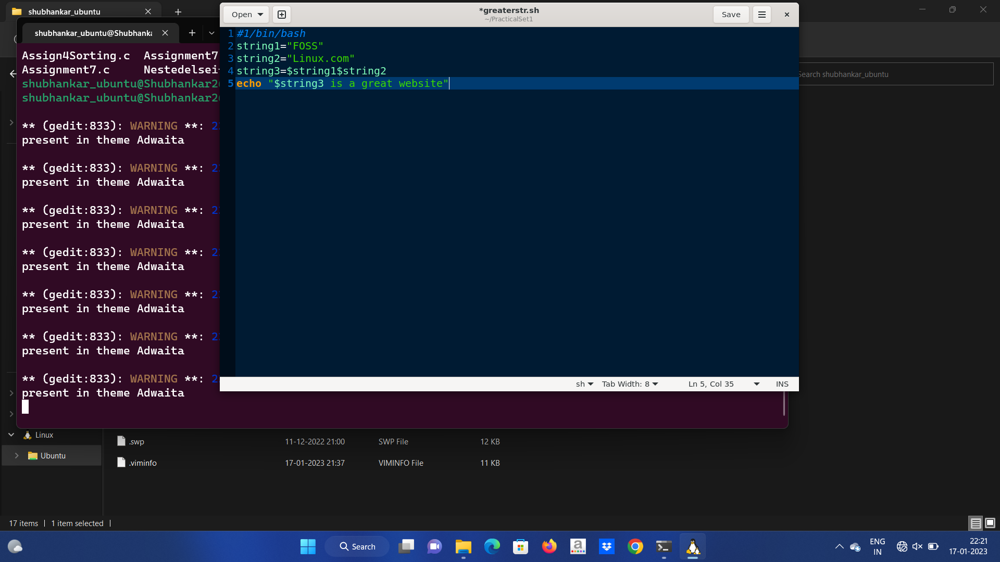 shubhankar_ubuntu
Open
*greaterstr.sh
~/PracticalSet1
Save
shubhankar_ubuntu@Shubhanka
1 #1/bin/bash
2 string1="FOSS"
3 string2="Linux.com"
4 string3=$string1$string2
5 echo "$string3 is a great website"
Assign4Sorting.c Assignment7
Assignment7.c
shubhankar_ubuntu@Shubhankar2
shubhankar_ubuntu@Shubhankar2
Search shubhankar_ubuntu
** (gedit:833): WARNING **: 2
present in theme Adwaita
** (gedit:833): WARNING **: 2
present in theme Adwaita
** (gedit:833): WARNING **: 2
present in theme Adwaita
** (gedit:833): WARNING **: 2
present in theme Adwaita
** (gedit:833): WARNING **: 2
present in theme Adwaita
** (gedit:833): WARNING **: 2
present in theme Adwaita
** (gedit:833): WARNING **: 2
present in theme Adwaita
sh Tab Width: 8 Ln 5, Col 35 INS
Linux
Ubuntu
.swp 11-12-2022 21:00 SWP File 12 KB
.viminfo 17-01-2023 21:37 VIMINFO File 11 KB
17 items 1 item selected
Search
ENG
IN
22:21
17-01-2023